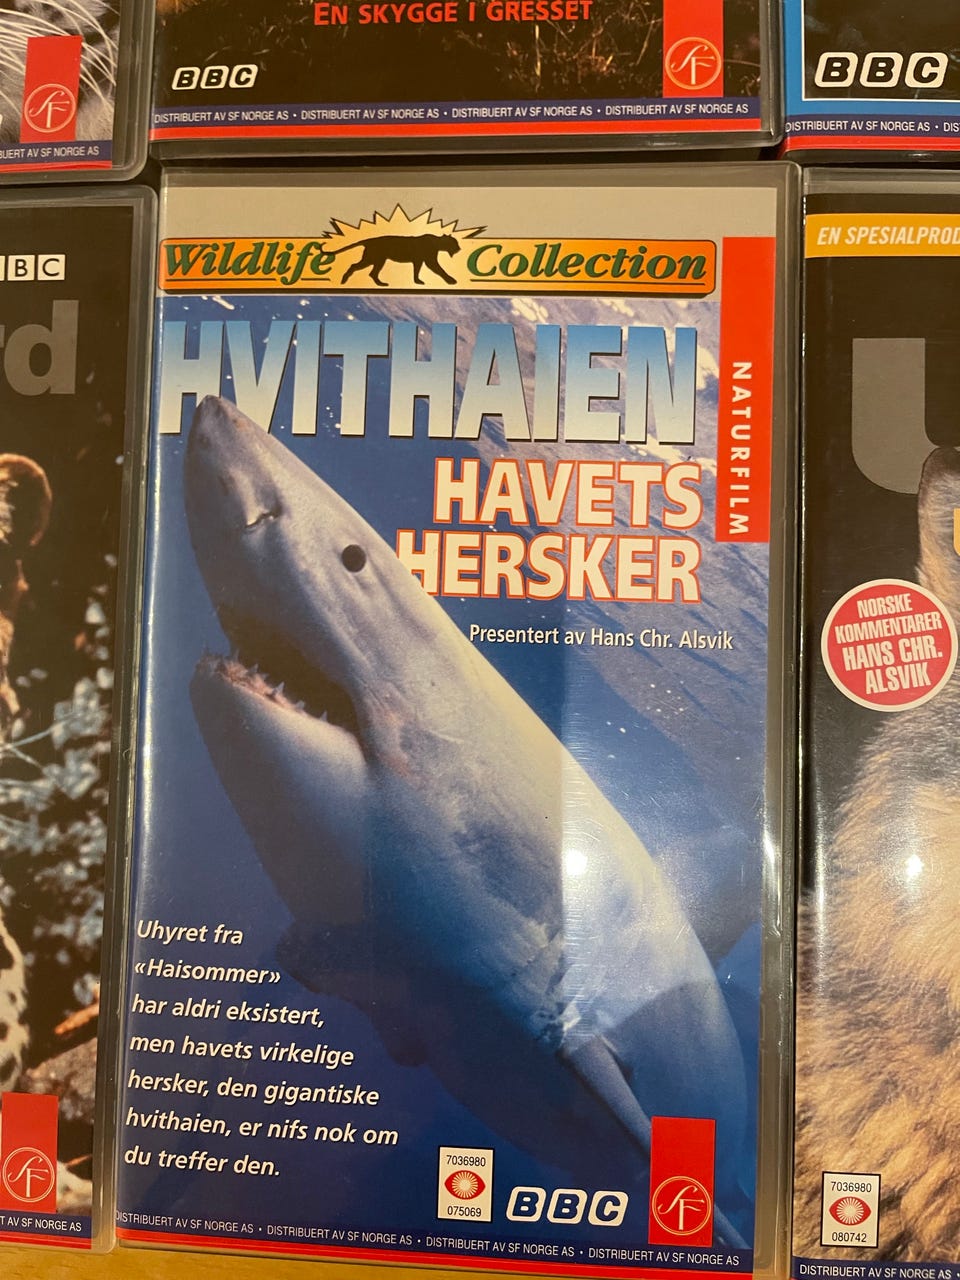 EN SKYGGE I GRESSET
BBC
SF
DISTRIBUERT AV SF NORGE AS • DISTRIBUERT AV SF NORGE AS • DISTRIBUERT AV SF NORGE AS • DISTRIBUERT AV SF NORGE AS
SF
AV SF NORGE AS
BBC
DISTRIBUERT AV SF NORGE AS
BBC
rd
SF
AV SF NORGE AS
Wildlife Collection
NATURFILM
HVITHAIEN
HAVETS
HERSKER
Presentert av Hans Chr. Alsvik
Uhyret fra
«Haisommer»
har aldri eksistert,
men havets virkelige
hersker, den gigantiske
hvithaien, er nifs nok om
du treffer den.
7036980
075069
BBC
SF
DISTRIBUERT AV SF NORGE AS • DISTRIBUERT AV SF NORGE AS • DISTRIBUERT AV SF NORGE AS • DISTRIBUERT AV SF NORGE AS
EN SPESIALPROD
NORSKE
KOMMENTARER
HANS CHR.
ALSVIK
7036980
080742
DISTRIBUERT AV SF NORGE AS